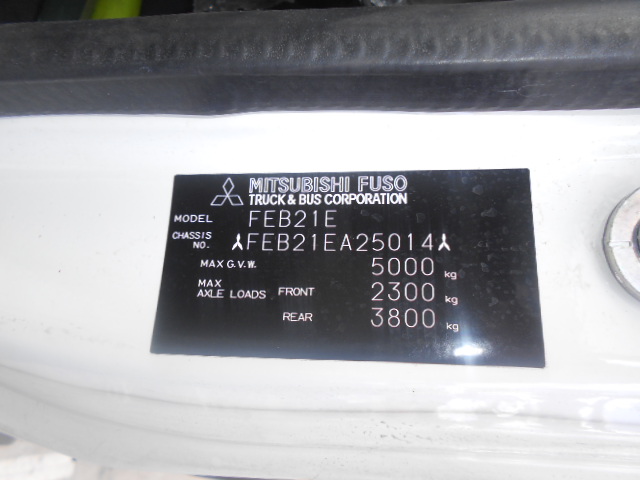 MITSUBISHI FUSO
TRUCK & BUS CORPORATION
MODEL FEB21E
CHASSIS NO. FEB21EA25014
MAX G.V.W. 5000 kg
MAX AXLE LOADS FRONT 2300 kg
REAR 3800 kg